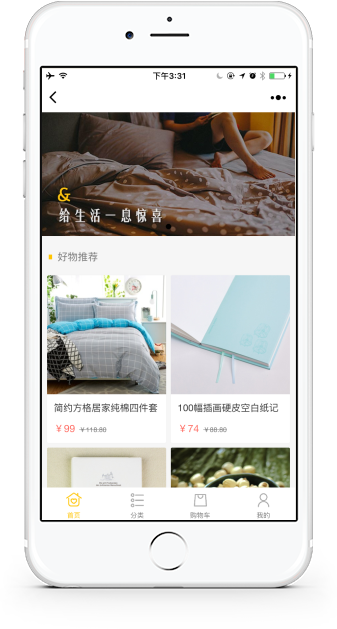 下午3:31
&
给生活一息惊喜
好物推荐
简约方格居家纯棉四件套
100幅插画硬皮空白纸记
¥99 ¥118.80
¥74 ¥88.80
首页
分类
购物车
我的